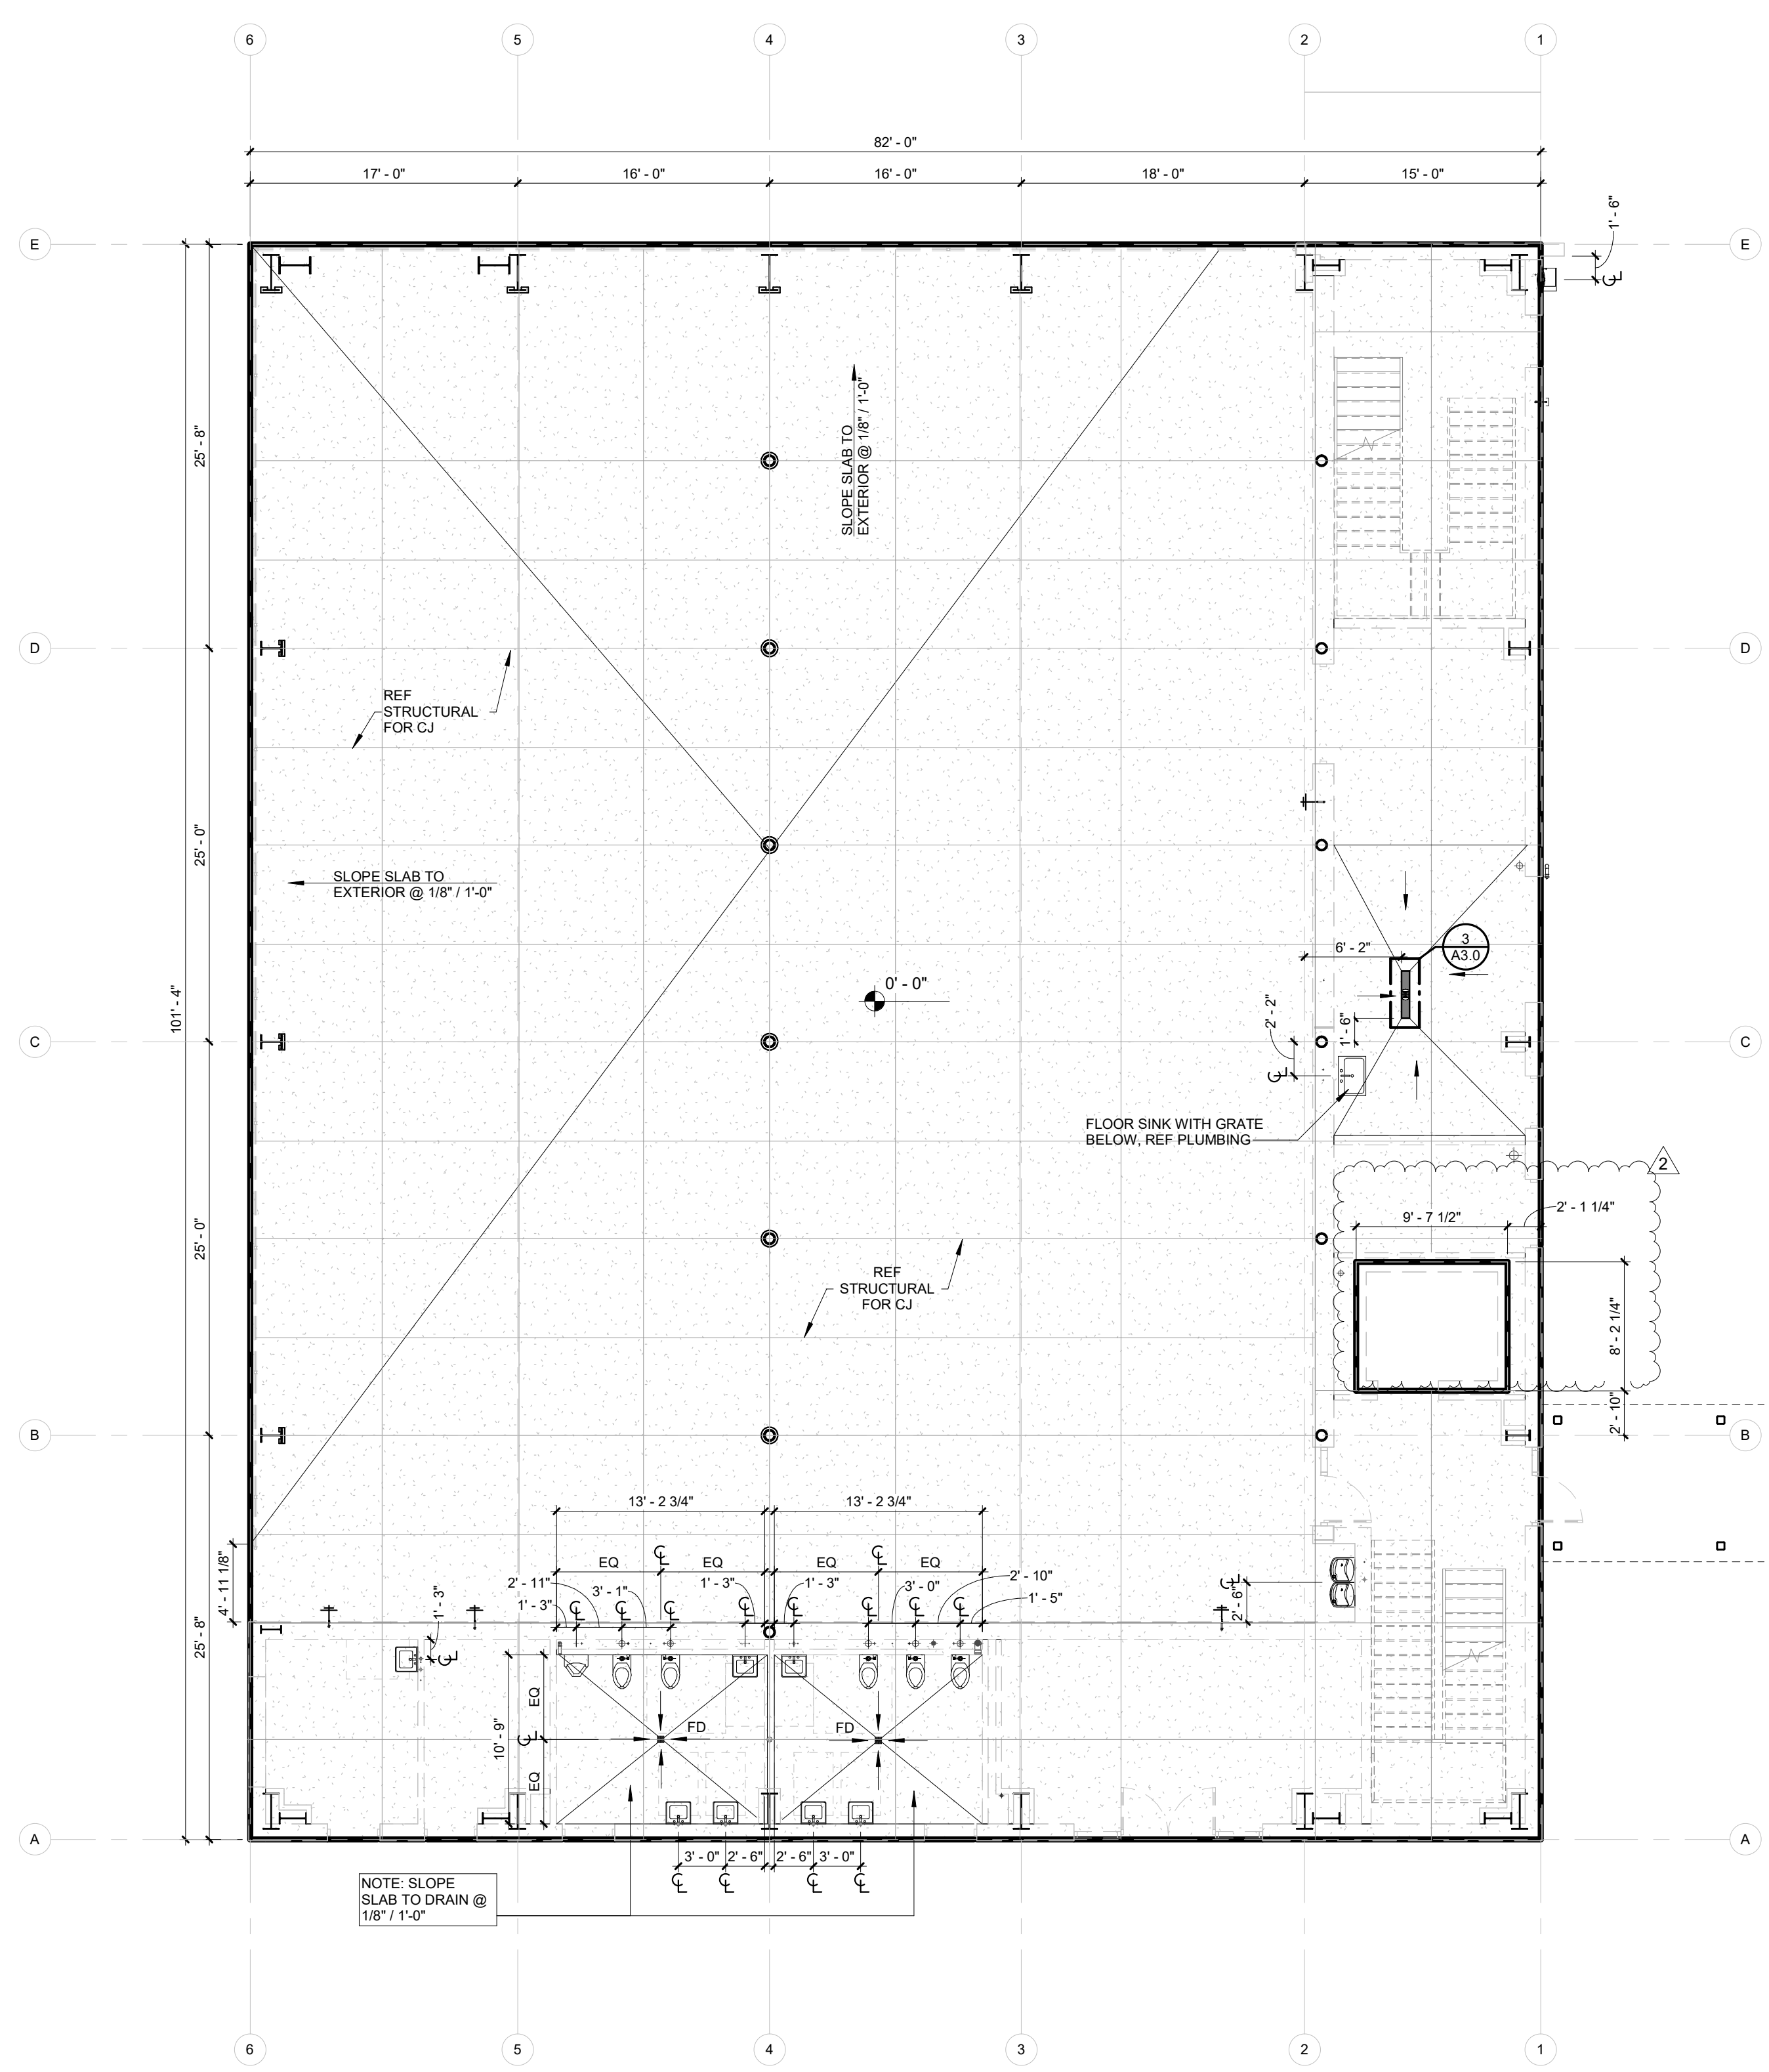 6
5
4
3
2
1
82' - 0"
17' - 0"
16' - 0"
16' - 0"
18' - 0"
15' - 0"
1' - 6"
E
E
℄
25' - 8"
SLOPE SLAB TO
EXTERIOR @ 1/8" / 1'-0"
D
D
REF
STRUCTURAL
FOR CJ
25' - 0"
SLOPE SLAB TO
EXTERIOR @ 1/8" / 1'-0"
3
A3.0
6' - 2"
101' - 4"
0' - 0"
2' - 2"
1' - 6"
C
C
℄
FLOOR SINK WITH GRATE
BELOW, REF PLUMBING
2
2' - 1 1/4"
9' - 7 1/2"
25' - 0"
REF
STRUCTURAL
FOR CJ
8' - 2 1/4"
2' - 10"
B
B
13' - 2 3/4"
13' - 2 3/4"
4' - 11 1/8"
EQ
℄
EQ
EQ
℄
EQ
2' - 11"
3' - 1"
1' - 3"
1' - 3"
3' - 0"
2' - 10"
1' - 3"
1' - 5"
℄
℄
℄
℄
℄
℄
℄
℄
℄
2' - 6"
1' - 3"
℄
25' - 8"
EQ
10' - 9"
℄
EQ
FD
FD
A
A
3' - 0"
2' - 6"
2' - 6"
3' - 0"
℄
℄
℄
℄
NOTE: SLOPE
SLAB TO DRAIN @
1/8" / 1'-0"
6
5
4
3
2
1